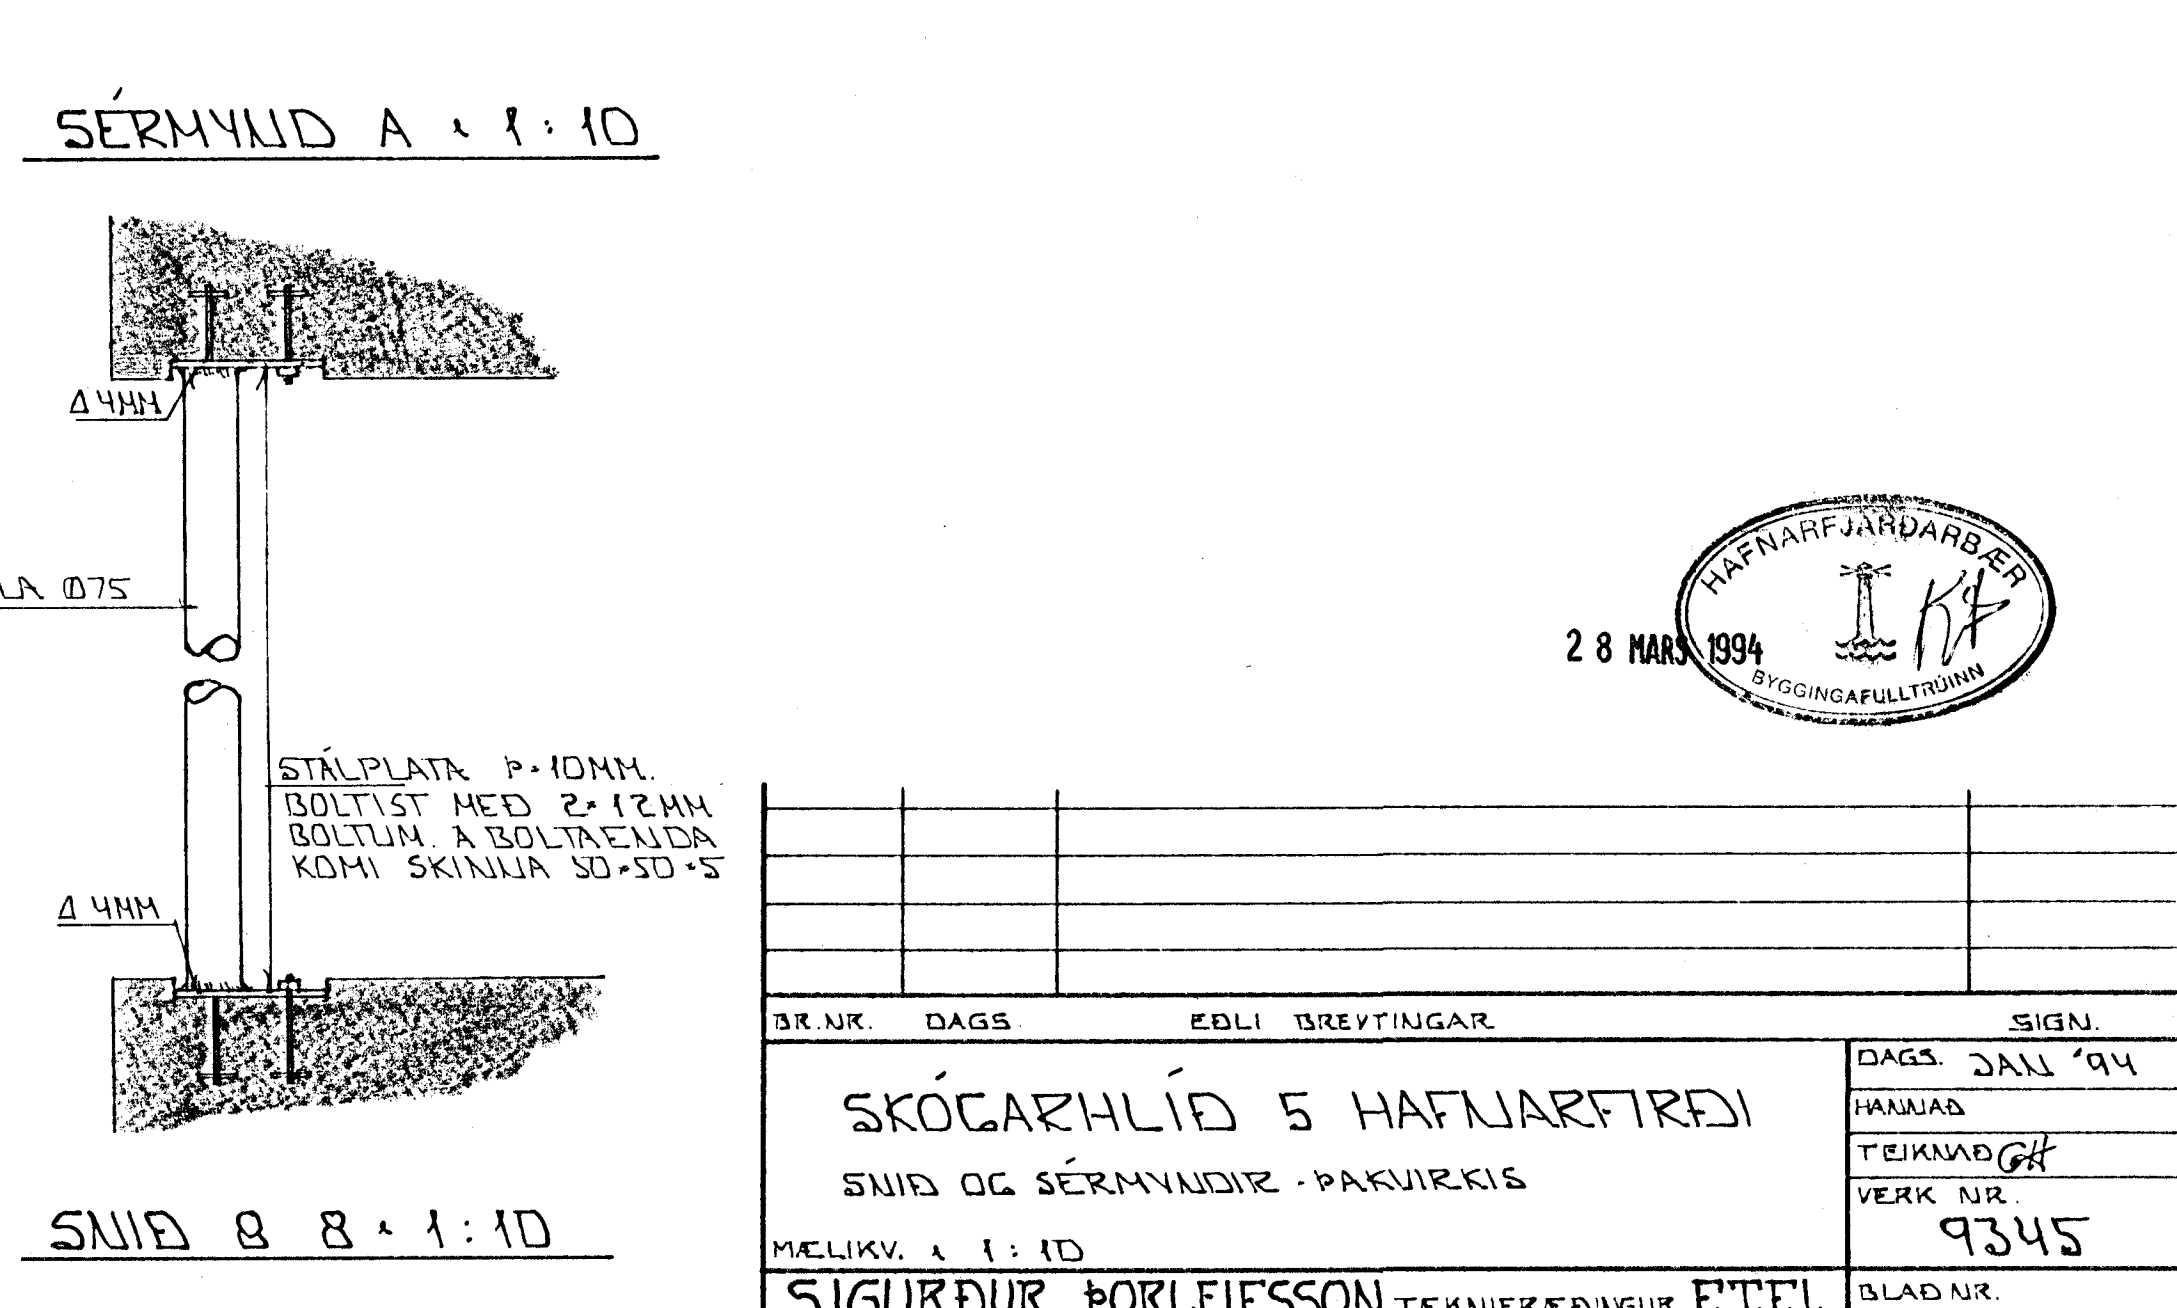 SÉRMYND A · 1:10
Δ 4MM
LA Ø75
STÁLPLATA Þ=10MM.
BOLTIST MEÐ 2×12MM
BOLTUM. Á BOLTAENDA
KOMI SKINNA 50×50×5
Δ 4MM
SNIÐ 8 8 · 1:10
HAFNARFJARÐARBÆR
28 MARS 1994
BYGGINGAFULLTRÚINN
BR.NR. DAGS. EÐLI BREYTINGAR SIGN.
SKÓGARHLÍÐ 5 HAFNARFIRÐI
SNIÐ OG SÉRMYNDIR - ÞAKVIRKIS
MÆLIKV. 1:10
DAGS. JAN '94
HANNAÐ
TEIKNAÐ GH
VERK NR.
9345
SIGURÐUR ÞORLEIFSSON TÆKNIFRÆÐINGUR
BLAÐ NR.